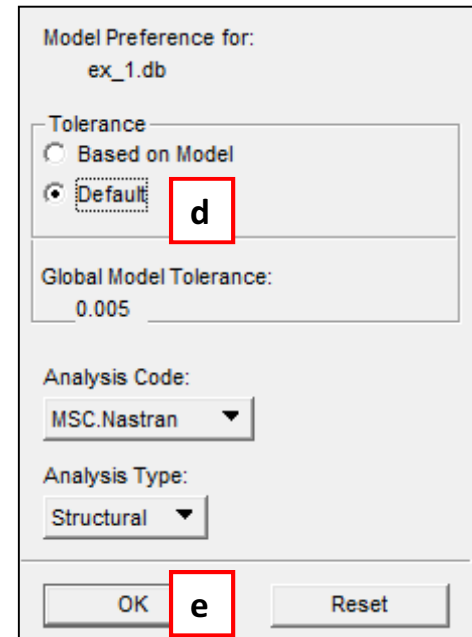 Model Preference for:
ex_1.db
Tolerance
Based on Model
Default
d
Global Model Tolerance:
0.005
Analysis Code:
MSC.Nastran
Analysis Type:
Structural
OK e Reset